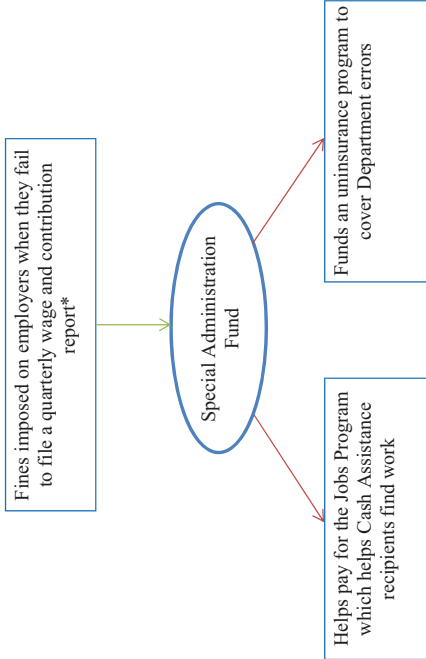 Fines imposed on employers when they fail
to file a quarterly wage and contribution
report*
Special Administration
Fund
Helps pay for the Jobs Program
which helps Cash Assistance
recipients find work
Funds an uninsurance program to
cover Department errors